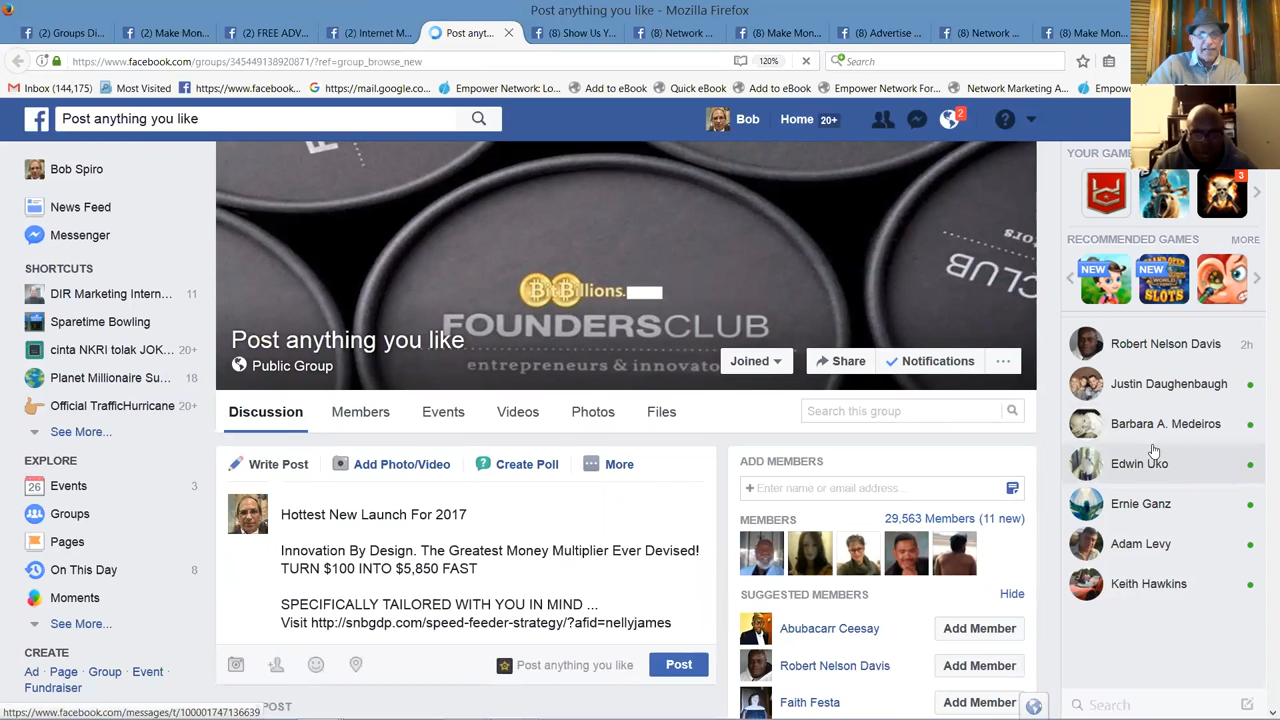 Post anything you like - Mozilla Firefox
(2) Groups Di...
(2) Make Mon...
(2) FREE ADV...
(2) Internet M...
Post anyt...
(8) Show Us Y...
(8) Network ...
(8) Make Mon...
(8) Advertise ...
(8) Network ...
(8) Make Mon...
https://www.facebook.com/groups/345449138920871/?ref=group_browse_new
120%
Search
Inbox (144,175)
Most Visited
https://www.facebook...
https://mail.google.co...
Empower Network: Lo...
Add to eBook
Quick eBook
Add to eBook
Empower Network For...
Network Marketing A...
Empow
Post anything you like
Bob
Home 20+
2
Bob Spiro
News Feed
Messenger
SHORTCUTS
DIR Marketing Intern... 11
Sparetime Bowling
cinta NKRI tolak JOK... 20+
Planet Millionaire Su... 18
Official TrafficHurricane 20+
See More...
EXPLORE
26 Events 3
Groups
Pages
On This Day 8
Moments
See More...
CREATE
Ad · Page · Group · Event ·
Fundraiser
https://www.facebook.com/messages/t/100001747136639
BitBillions.
FOUNDERSCLUB
entrepreneurs & innovato
CLUB
ors
Post anything you like
Public Group
Joined
Share
Notifications
Discussion
Members
Events
Videos
Photos
Files
Search this group
Write Post
Add Photo/Video
Create Poll
More
Hottest New Launch For 2017
Innovation By Design. The Greatest Money Multiplier Ever Devised!
TURN $100 INTO $5,850 FAST
SPECIFICALLY TAILORED WITH YOU IN MIND ...
Visit http://snbgdp.com/speed-feeder-strategy/?afid=nellyjames
Post anything you like
Post
POST
ADD MEMBERS
+ Enter name or email address...
MEMBERS
29,563 Members (11 new)
SUGGESTED MEMBERS
Hide
Abubacarr Ceesay
Add Member
Robert Nelson Davis
Add Member
Faith Festa
Add Member
YOUR GAME
3
RECOMMENDED GAMES
MORE
NEW
NEW
SLOTS
Robert Nelson Davis 2h
Justin Daughenbaugh
Barbara A. Medeiros
Edwin Uko
Ernie Ganz
Adam Levy
Keith Hawkins
Search